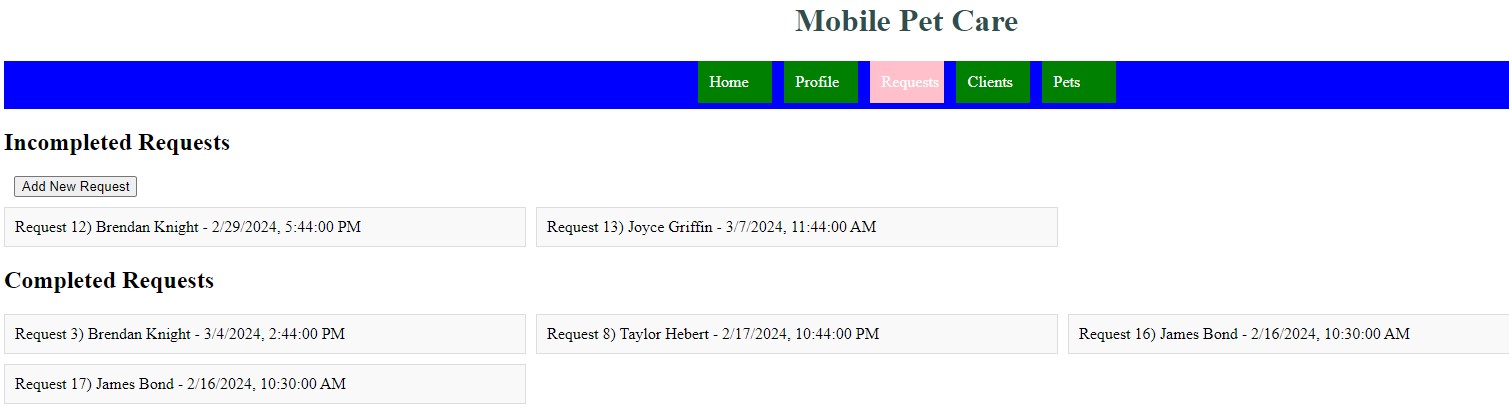 Mobile Pet Care
Home Profile Requests Clients Pets
Incompleted Requests
Add New Request
Request 12) Brendan Knight - 2/29/2024, 5:44:00 PM Request 13) Joyce Griffin - 3/7/2024, 11:44:00 AM
Completed Requests
Request 3) Brendan Knight - 3/4/2024, 2:44:00 PM Request 8) Taylor Hebert - 2/17/2024, 10:44:00 PM Request 16) James Bond - 2/16/2024, 10:30:00 AM
Request 17) James Bond - 2/16/2024, 10:30:00 AM